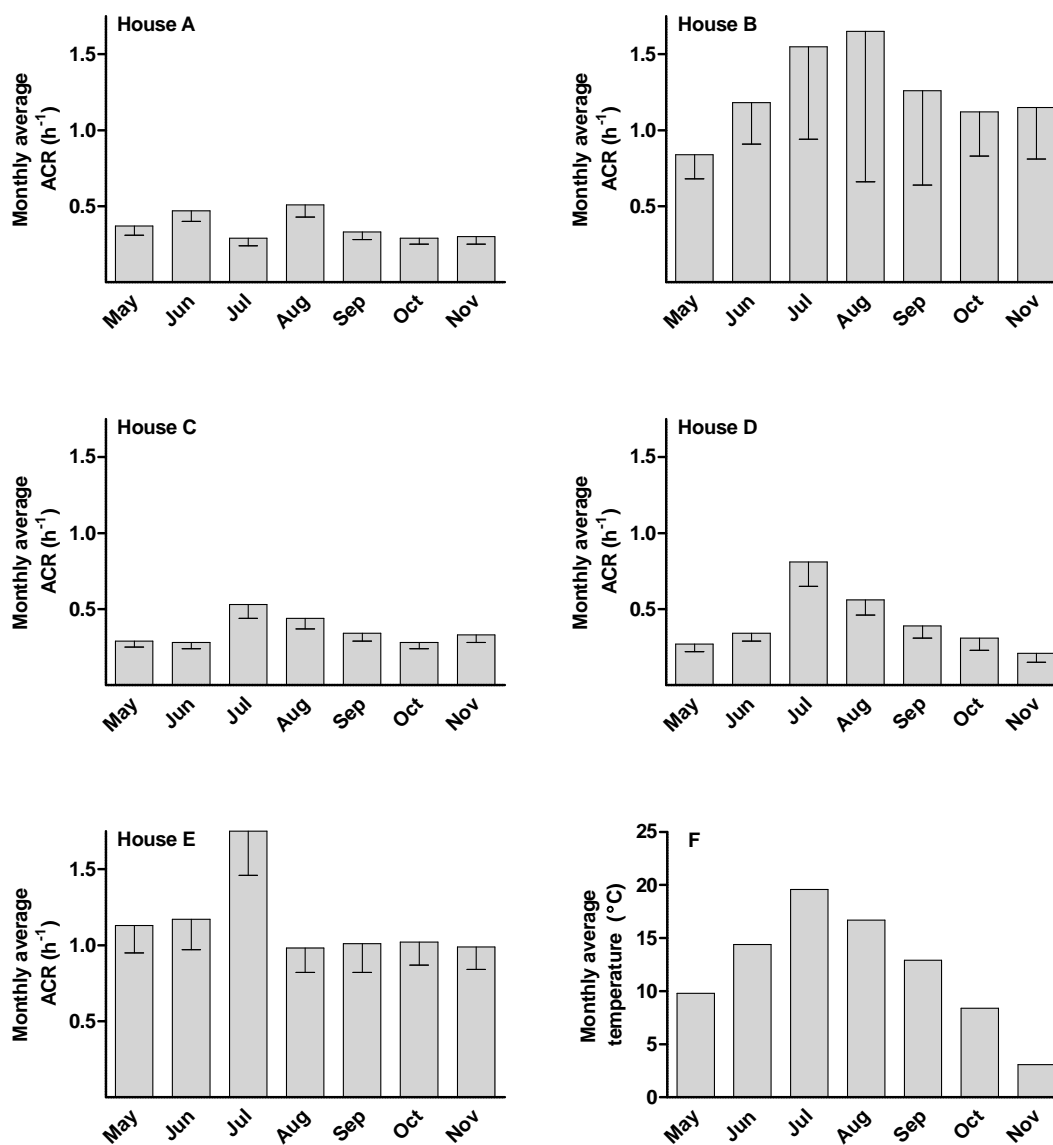 House A
Monthly average
ACR (h⁻¹)
1.5
1.0
0.5
May Jun Jul Aug Sep Oct Nov
House B
Monthly average
ACR (h⁻¹)
1.5
1.0
0.5
May Jun Jul Aug Sep Oct Nov
House C
Monthly average
ACR (h⁻¹)
1.5
1.0
0.5
May Jun Jul Aug Sep Oct Nov
House D
Monthly average
ACR (h⁻¹)
1.5
1.0
0.5
May Jun Jul Aug Sep Oct Nov
House E
Monthly average
ACR (h⁻¹)
1.5
1.0
0.5
May Jun Jul Aug Sep Oct Nov
F
Monthly average
temperature (°C)
25
20
15
10
5
0
May Jun Jul Aug Sep Oct Nov